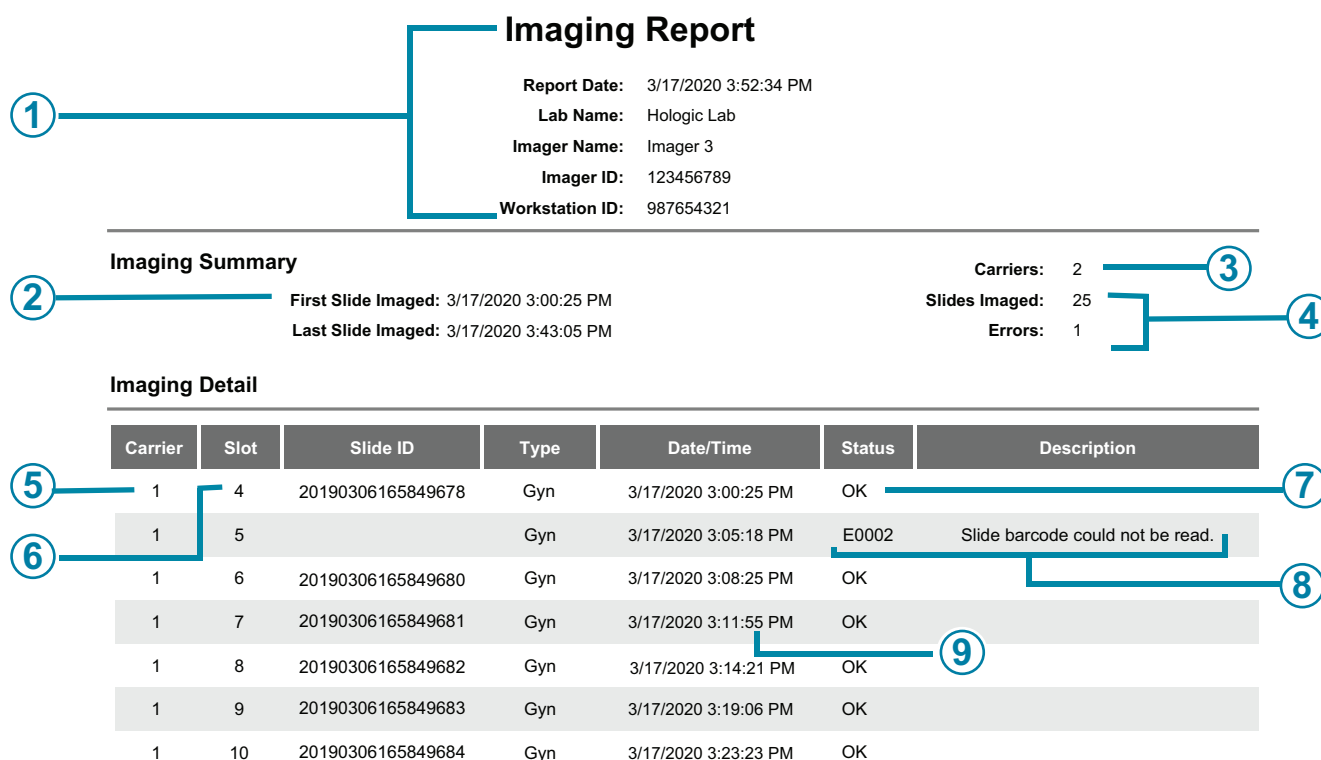 Imaging Report
Report Date: 3/17/2020 3:52:34 PM
1
Lab Name: Hologic Lab
Imager Name: Imager 3
Imager ID: 123456789
Workstation ID: 987654321
Imaging Summary
Carriers: 2
3
2
First Slide Imaged: 3/17/2020 3:00:25 PM
Slides Imaged: 25
4
Last Slide Imaged: 3/17/2020 3:43:05 PM
Errors: 1
Imaging Detail
Carrier Slot Slide ID Type Date/Time Status Description
5
1 4 20190306165849678 Gyn 3/17/2020 3:00:25 PM OK
7
1 5 Gyn 3/17/2020 3:05:18 PM E0002 Slide barcode could not be read.
6
1 6 20190306165849680 Gyn 3/17/2020 3:08:25 PM OK
8
1 7 20190306165849681 Gyn 3/17/2020 3:11:55 PM OK
9
1 8 20190306165849682 Gyn 3/17/2020 3:14:21 PM OK
1 9 20190306165849683 Gyn 3/17/2020 3:19:06 PM OK
1 10 20190306165849684 Gyn 3/17/2020 3:23:23 PM OK